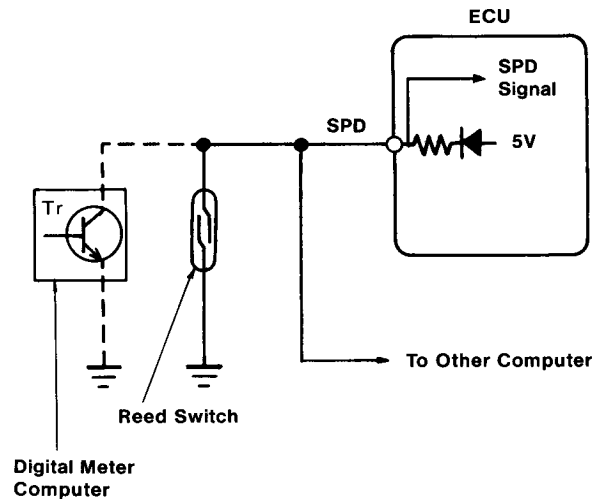 ECU
SPD
Signal
SPD
5V
Tr
To Other Computer
Reed Switch
Digital Meter
Computer